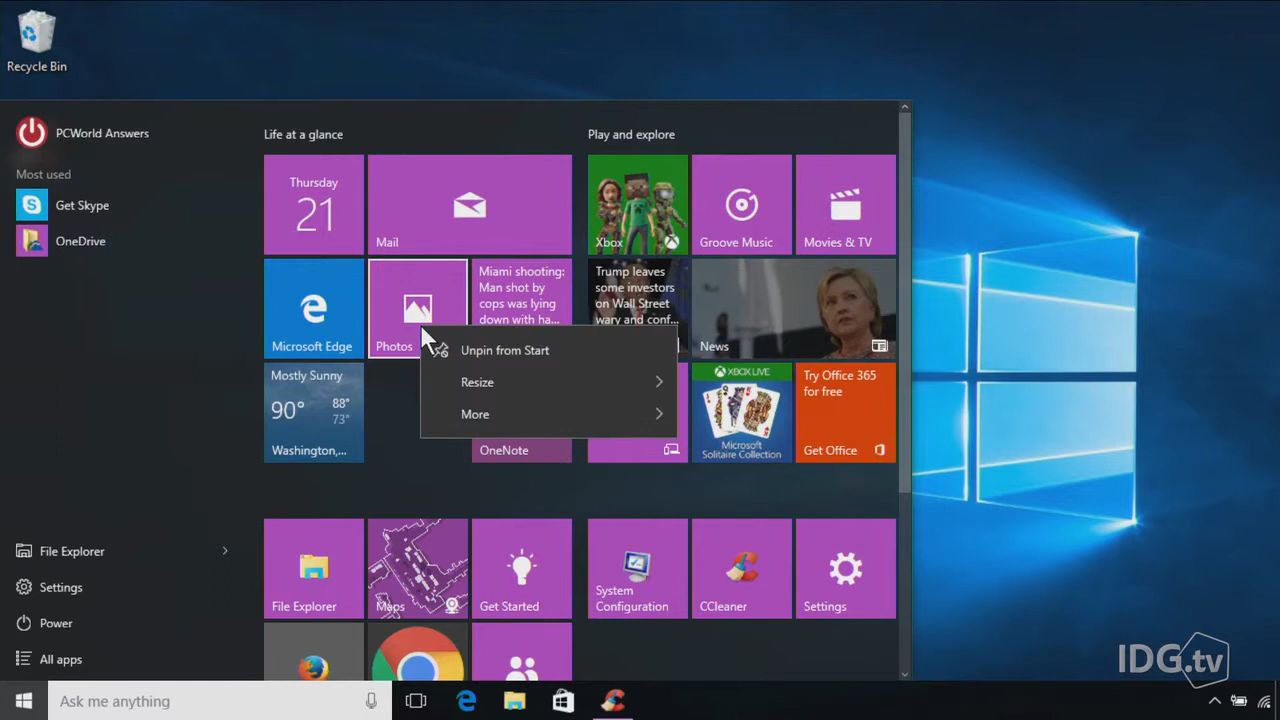 Recycle Bin
PCWorld Answers
Most used
Get Skype
OneDrive
File Explorer
Settings
Power
All apps
Life at a glance
Thursday
21
Mail
Microsoft Edge
Photos
Miami shooting:
Man shot by
cops was lying
down with ha...
Mostly Sunny
90°
88°
73°
Washington,...
OneNote
Play and explore
Xbox
Groove Music
Movies & TV
Trump leaves
some investors
on Wall Street
wary and conf...
News
XBOX LIVE
Microsoft
Solitaire Collection
Try Office 365
for free
Get Office
Unpin from Start
Resize
More
File Explorer
Maps
Get Started
System
Configuration
CCleaner
Settings
Ask me anything
IDG.tv